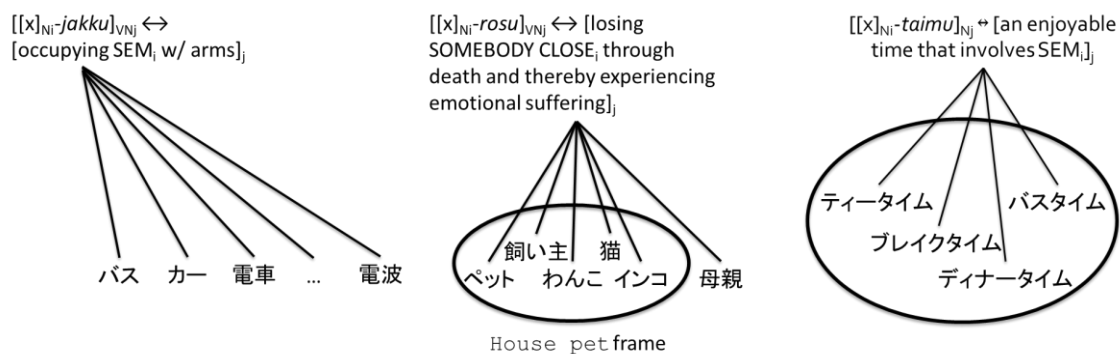 [[x]Ni-jakku]VNj ↔
[occupying SEMi w/ arms]j
バス カー 電車 ... 電波
[[x]Ni-rosu]VNj ↔ [losing
SOMEBODY CLOSEi through
death and thereby experiencing
emotional suffering]j
飼い主 猫
ペット わんこ インコ 母親
House pet frame
[[x]Ni-taimu]Nj ↔ [an enjoyable
time that involves SEMi]j
ティータイム バスタイム
ブレイクタイム
ディナータイム